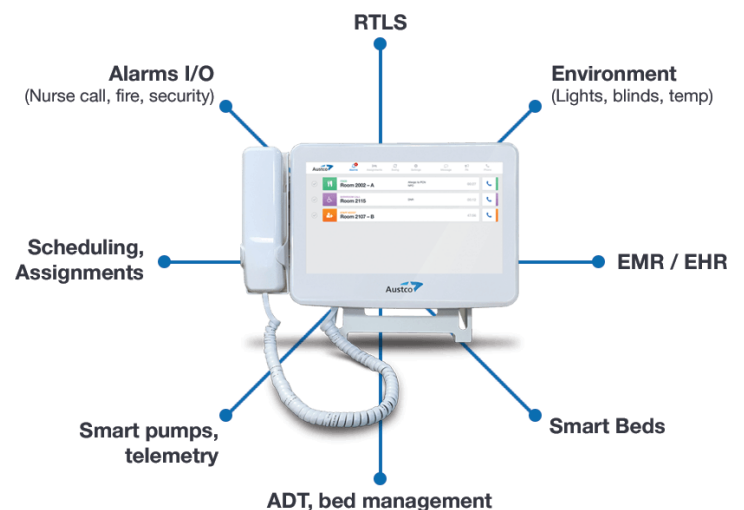 RTLS
Alarms I/O
(Nurse call, fire, security)
Environment
(Lights, blinds, temp)
Austco
Room 2002 – A
Room 2115
Room 2107 – B
Scheduling,
Assignments
EMR / EHR
Austco
Smart pumps,
telemetry
Smart Beds
ADT, bed management